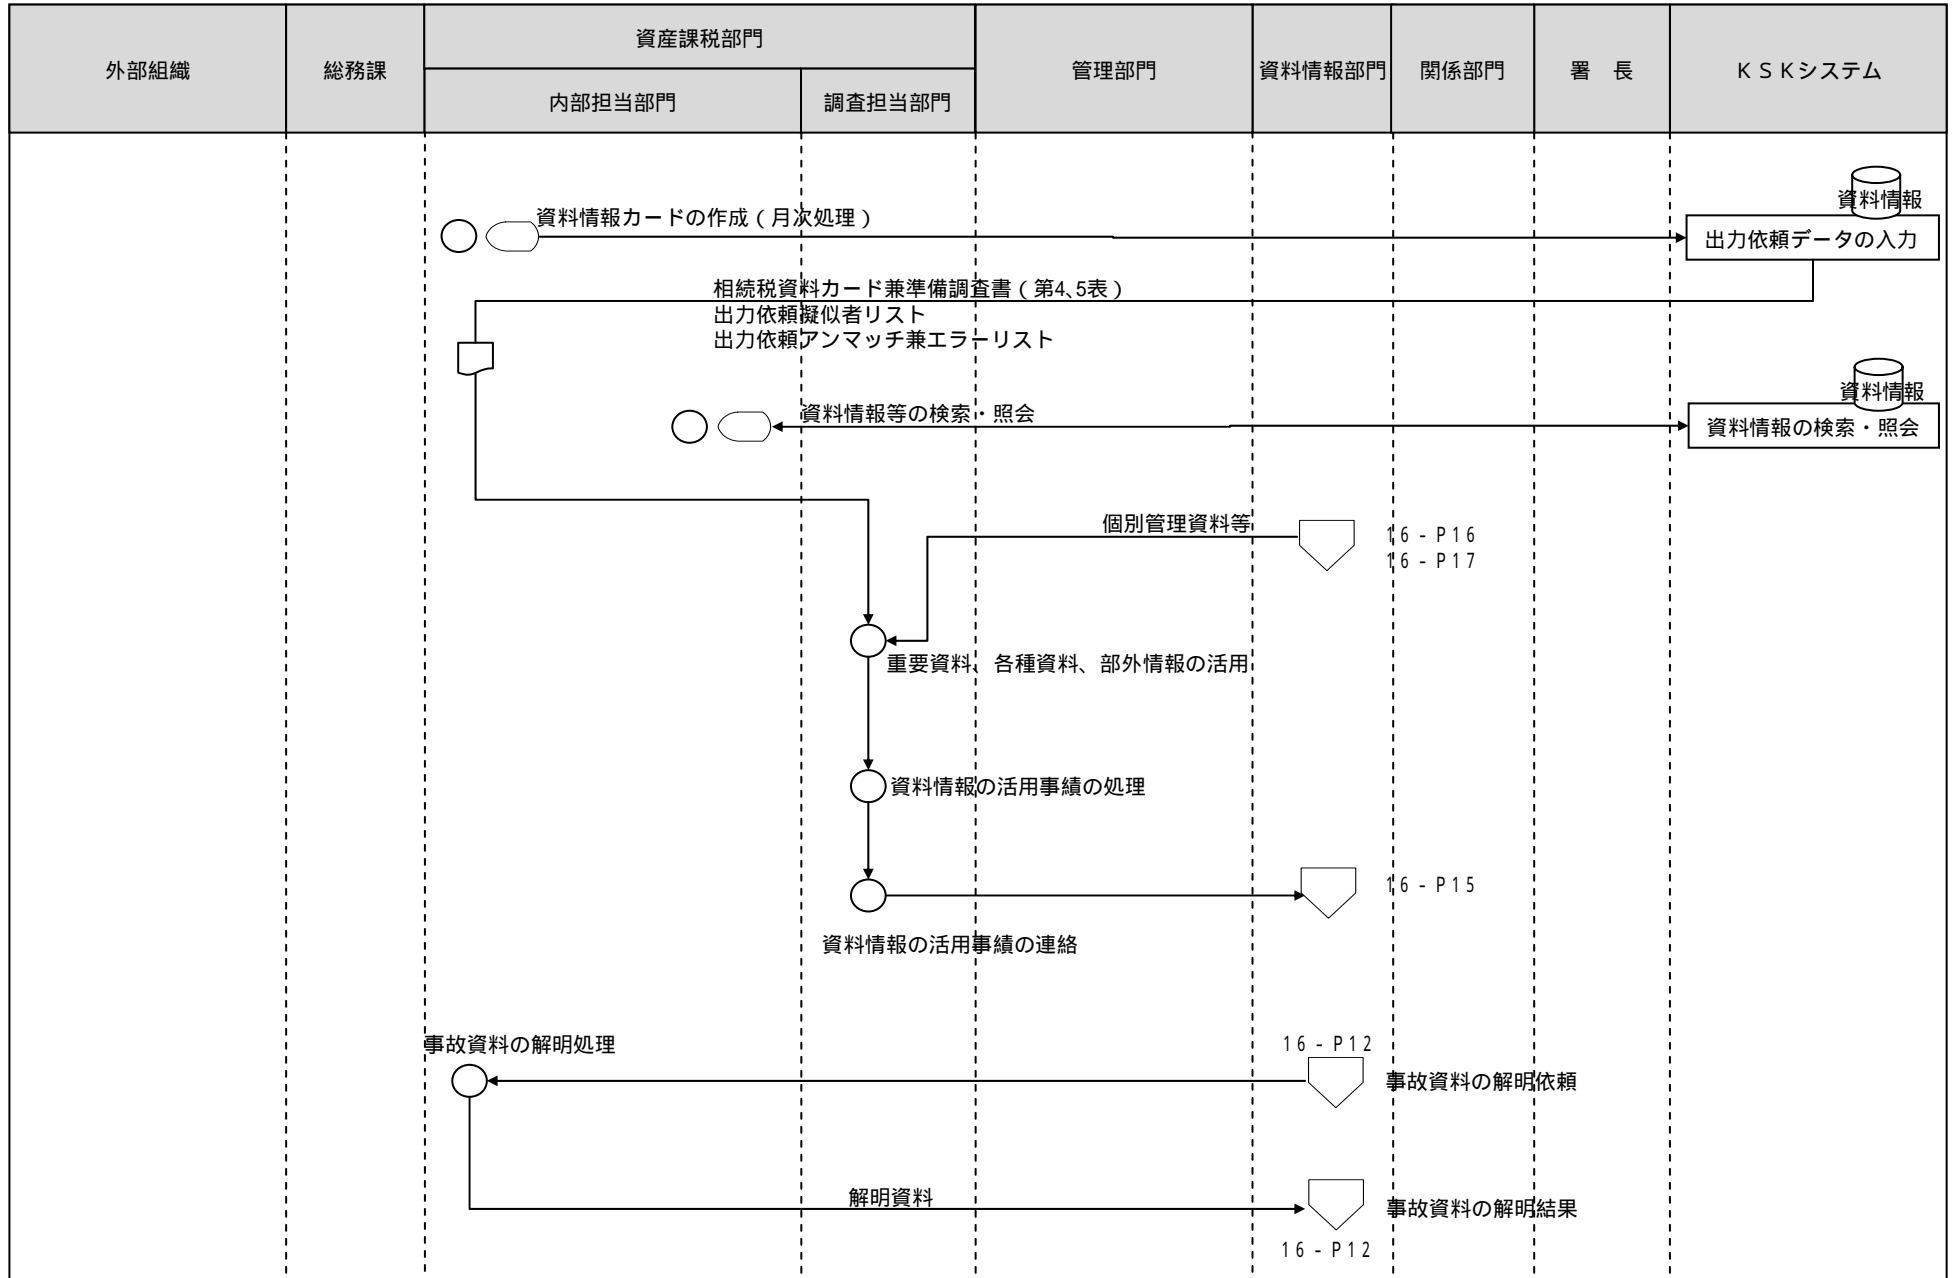 外部組織
総務課
資産課税部門
内部担当部門
調査担当部門
管理部門
資料情報部門
関係部門
署　長
ＫＳＫシステム
資料情報
資料情報カードの作成（月次処理）
出力依頼データの入力
相続税資料カード兼準備調査書（第4、5表）
出力依頼擬似者リスト
出力依頼アンマッチ兼エラーリスト
資料情報
資料情報等の検索・照会
資料情報の検索・照会
個別管理資料等
16－P16
16－P17
重要資料、各種資料、部外情報の活用
資料情報の活用事績の処理
16－P15
資料情報の活用事績の連絡
事故資料の解明処理
16－P12
事故資料の解明依頼
解明資料
事故資料の解明結果
16－P12